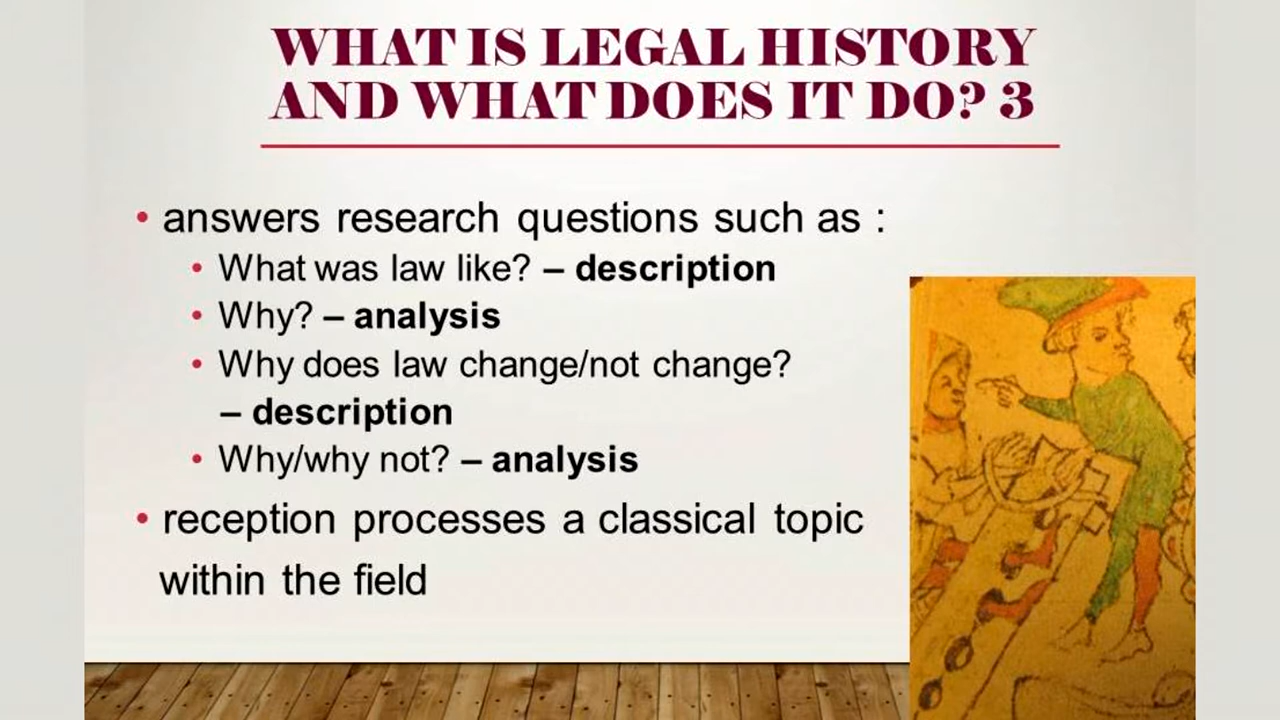 WHAT IS LEGAL HISTORY
AND WHAT DOES IT DO? 3
• answers research questions such as :
• What was law like? – description
• Why? – analysis
• Why does law change/not change?
– description
• Why/why not? – analysis
• reception processes a classical topic
within the field